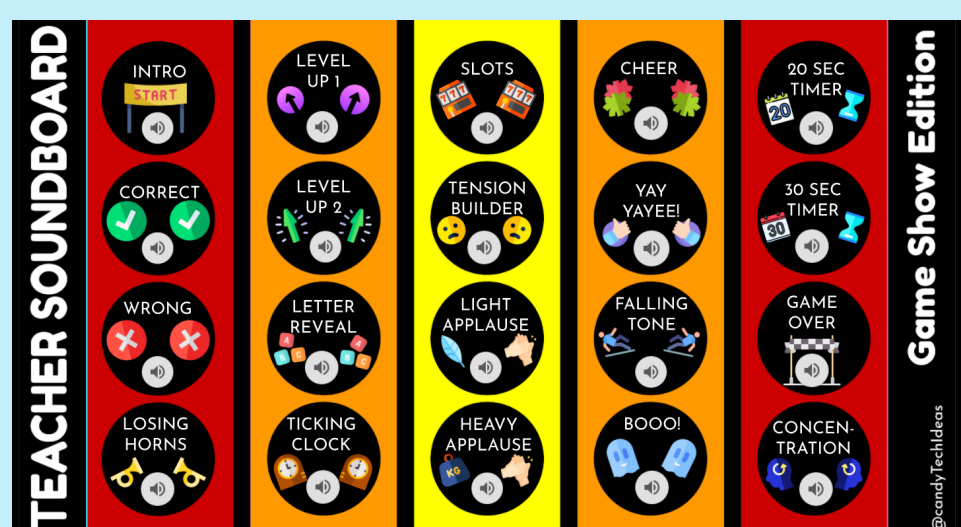 TEACHER SOUNDBOARD
INTRO
START
CORRECT
WRONG
LOSING
HORNS
LEVEL
UP 1
LEVEL
UP 2
LETTER
REVEAL
A
B
C
A
B
C
TICKING
CLOCK
SLOTS
777
777
TENSION
BUILDER
LIGHT
APPLAUSE
HEAVY
APPLAUSE
KG
CHEER
YAY
YAYEE!
FALLING
TONE
BOOO!
20 SEC
TIMER
20
30 SEC
TIMER
30
GAME
OVER
CONCEN-
TRATION
Game Show Edition
@candyTechIdeas